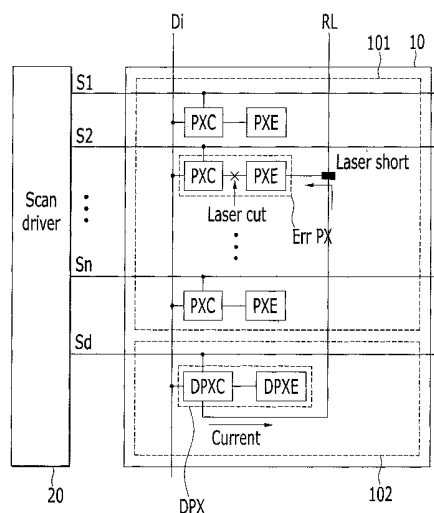 Di RL
101 10
S1
PXC PXE
S2
PXC PXE Laser short
Laser cut
Err PX
Scan
driver
Sn
PXC PXE
Sd
DPXC DPXE
Current
20 DPX 102